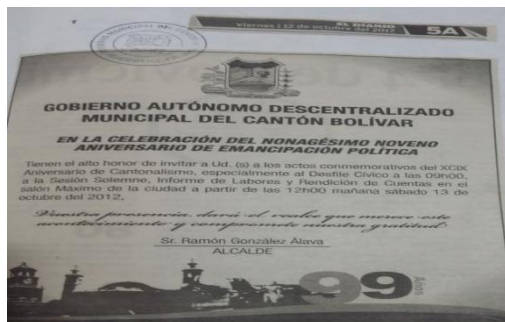 EL DIARIO
Viernes | 12 de octubre del 2012
5A
GOBIERNO AUTÓNOMO DESCENTRALIZADO
MUNICIPAL DEL CANTÓN BOLÍVAR
EN LA CELEBRACIÓN DEL NONAGÉSIMO NOVENO
ANIVERSARIO DE EMANCIPACIÓN POLÍTICA
Tienen el alto honor de invitar a Ud. (s) a los actos conmemorativos del XCIX
Aniversario de Cantonalismo, especialmente al Desfile Cívico a las 09h00,
a la Sesión Solemne, Informe de Labores y Rendición de Cuentas en el
salón Máximo de la ciudad a partir de las 12h00 mañana sábado 13 de
octubre del 2012.
Vuestra presencia, dará el realce que merece este
acontecimiento y compromete nuestra gratitud.
Sr. Ramón González Álava
ALCALDE
99
Años